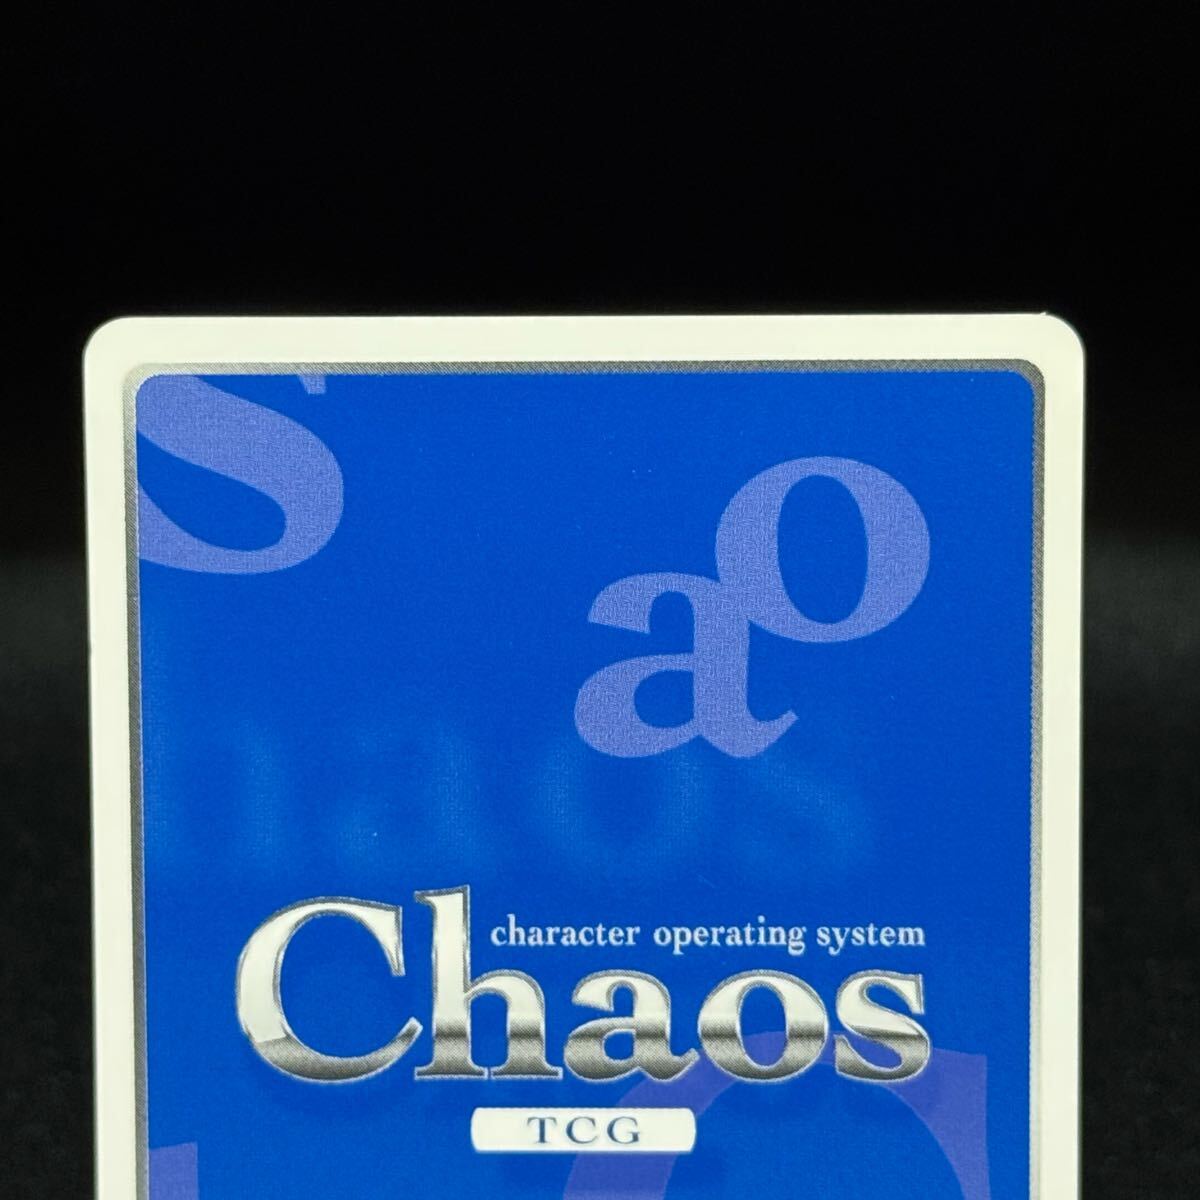 s
o
a
character operating system
Chaos
TCG